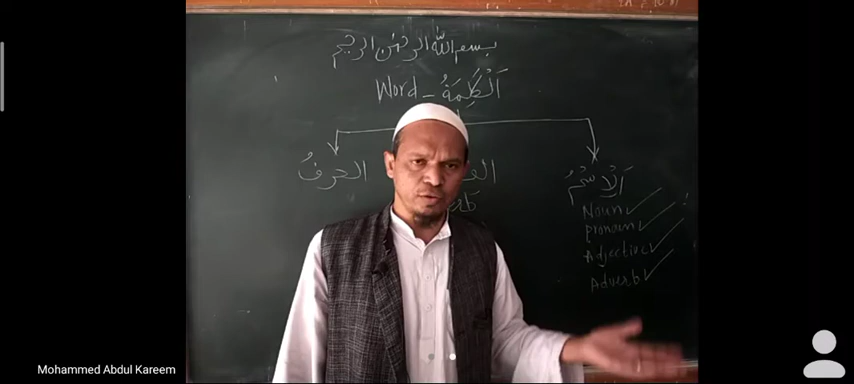 بسم الله الرحمن الرحيم
Word - اَلْكَلِمَةُ
اَلْاِسْمُ
الحرفُ
Noun ✓
Pronoun ✓
Adjective ✓
Adverb ✓
Mohammed Abdul Kareem